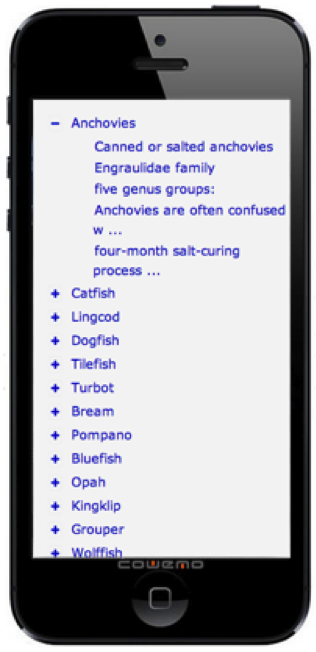 − Anchovies
Canned or salted anchovies
Engraulidae family
five genus groups:
Anchovies are often confused
w ...
four-month salt-curing
process ...
+ Catfish
+ Lingcod
+ Dogfish
+ Tilefish
+ Turbot
+ Bream
+ Pompano
+ Bluefish
+ Opah
+ Kingklip
+ Grouper
+ Wolffish
COWEMO